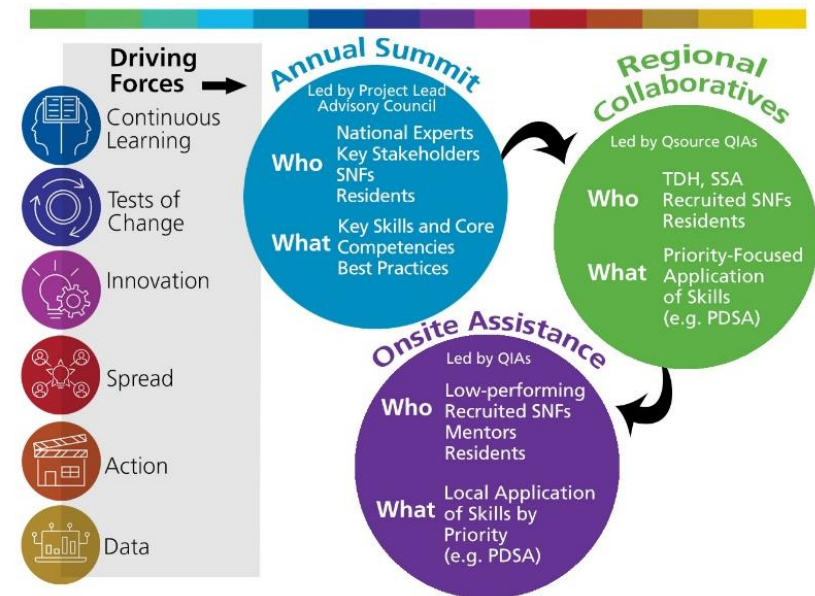 Driving
Forces
Continuous
Learning
Tests of
Change
Innovation
Spread
Action
Data
Annual Summit
Led by Project Lead
Advisory Council
Who
National Experts
Key Stakeholders
SNFs
Residents
What
Key Skills and Core
Competencies
Best Practices
Regional
Collaboratives
Led by Qsource QIAs
Who
TDH, SSA
Recruited SNFs
Residents
What
Priority-Focused
Application
of Skills
(e.g. PDSA)
Onsite Assistance
Led by QIAs
Who
Low-performing
Recruited SNFs
Mentors
Residents
What
Local Application
of Skills by
Priority
(e.g. PDSA)